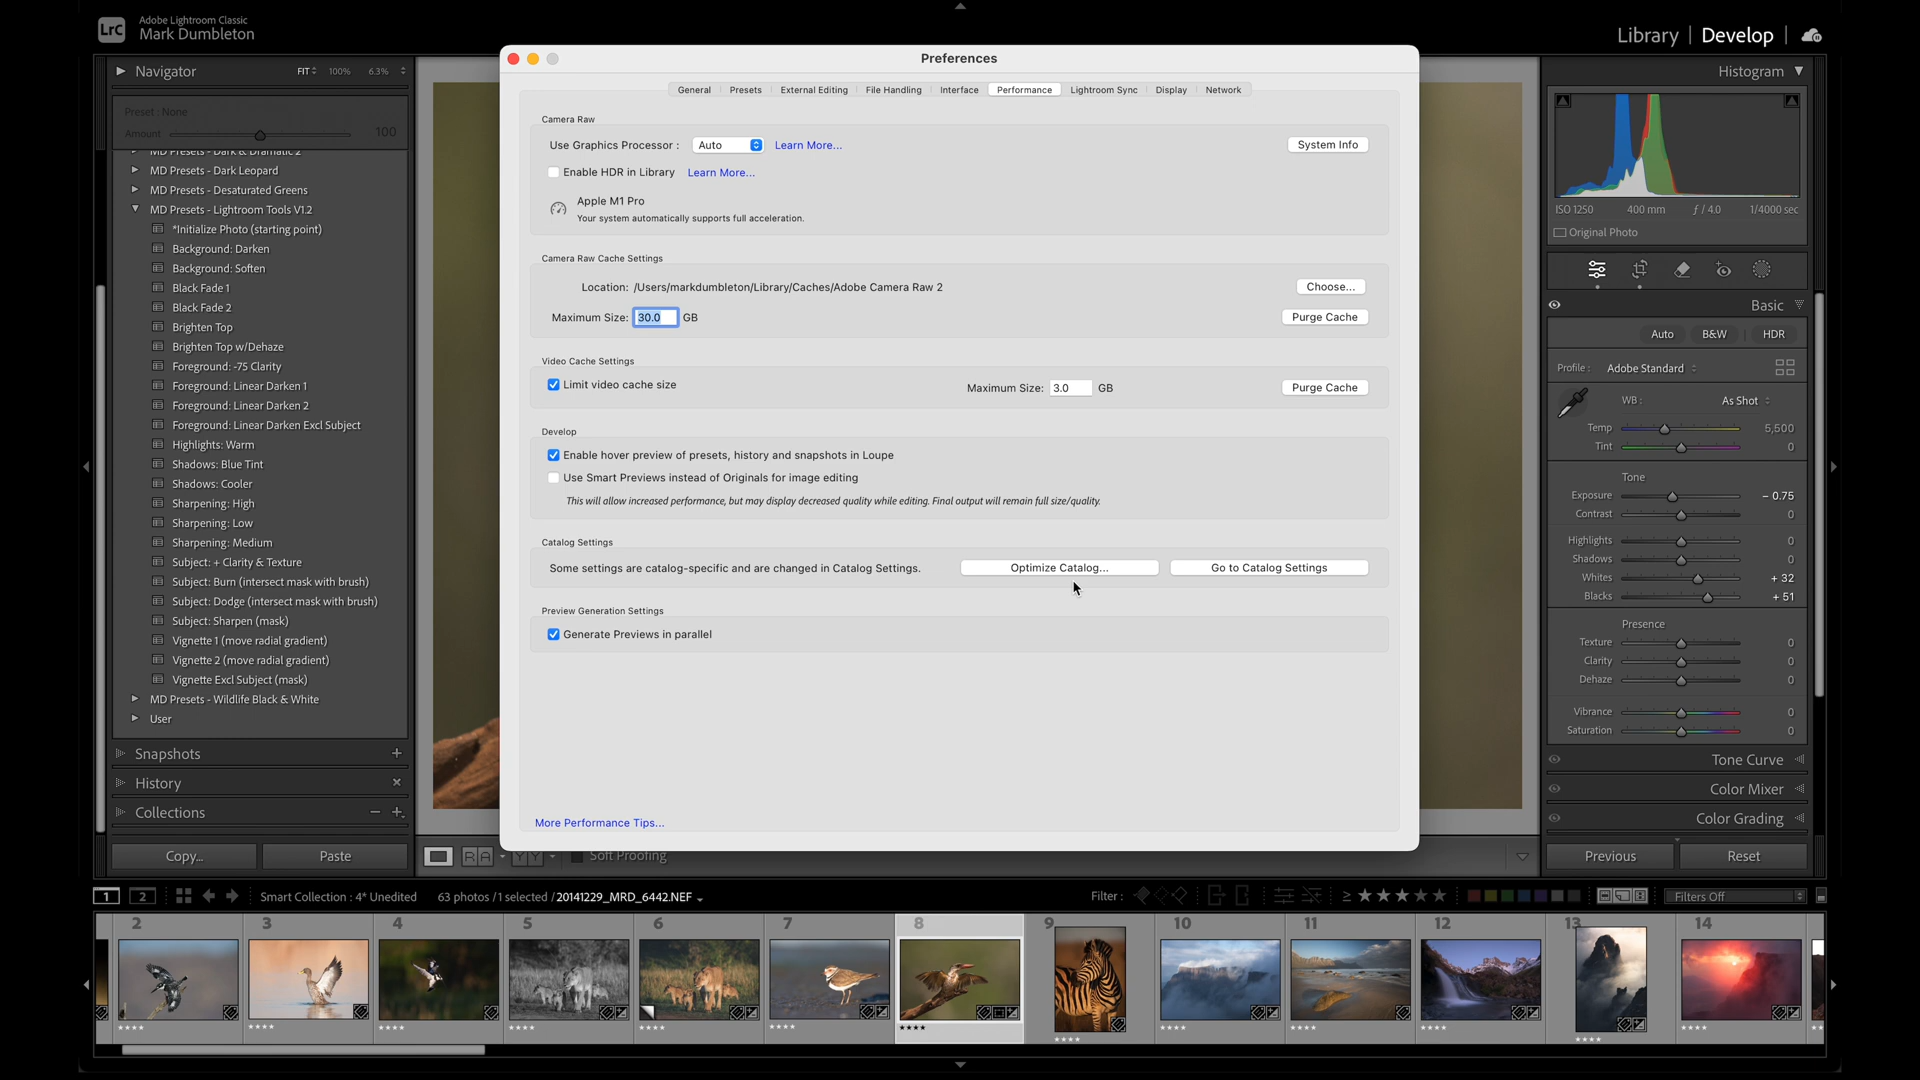 LrC
Adobe Lightroom Classic
Mark Dumbleton
Library | Develop |
Navigator FIT 100% 6.3%
Preset : None
Amount 100
MD Presets - Dark & Dramatic 2
MD Presets - Dark Leopard
MD Presets - Desaturated Greens
MD Presets - Lightroom Tools V1.2
*Initialize Photo (starting point)
Background: Darken
Background: Soften
Black Fade 1
Black Fade 2
Brighten Top
Brighten Top w/Dehaze
Foreground: -75 Clarity
Foreground: Linear Darken 1
Foreground: Linear Darken 2
Foreground: Linear Darken Excl Subject
Highlights: Warm
Shadows: Blue Tint
Shadows: Cooler
Sharpening: High
Sharpening: Low
Sharpening: Medium
Subject: + Clarity & Texture
Subject: Burn (intersect mask with brush)
Subject: Dodge (intersect mask with brush)
Subject: Sharpen (mask)
Vignette 1 (move radial gradient)
Vignette 2 (move radial gradient)
Vignette Excl Subject (mask)
MD Presets - Wildlife Black & White
User
Snapshots +
History ×
Collections − +
Copy... Paste
Preferences
General Presets External Editing File Handling Interface Performance Lightroom Sync Display Network
Camera Raw
Use Graphics Processor : Auto Learn More... System Info
Enable HDR in Library Learn More...
Apple M1 Pro
Your system automatically supports full acceleration.
Camera Raw Cache Settings
Location: /Users/markdumbleton/Library/Caches/Adobe Camera Raw 2 Choose...
Maximum Size: 30.0 GB Purge Cache
Video Cache Settings
Limit video cache size Maximum Size: 3.0 GB Purge Cache
Develop
Enable hover preview of presets, history and snapshots in Loupe
Use Smart Previews instead of Originals for image editing
This will allow increased performance, but may display decreased quality while editing. Final output will remain full size/quality.
Catalog Settings
Some settings are catalog-specific and are changed in Catalog Settings. Optimize Catalog... Go to Catalog Settings
Preview Generation Settings
Generate Previews in parallel
More Performance Tips...
R A Y Y Soft Proofing
Histogram
ISO 1250 400 mm ƒ / 4.0 1/4000 sec
Original Photo
Basic
Auto B&W HDR
Profile : Adobe Standard
WB : As Shot
Temp 5,500
Tint 0
Tone
Exposure − 0.75
Contrast 0
Highlights 0
Shadows 0
Whites + 32
Blacks + 51
Presence
Texture 0
Clarity 0
Dehaze 0
Vibrance 0
Saturation 0
Tone Curve
Color Mixer
Color Grading
Previous Reset
1 2 Smart Collection : 4* Unedited 63 photos / 1 selected / 20141229_MRD_6442.NEF Filter : ≥ ★★★★★ Filters Off
2 3 4 5 6 7 8 9 10 11 12 13 14